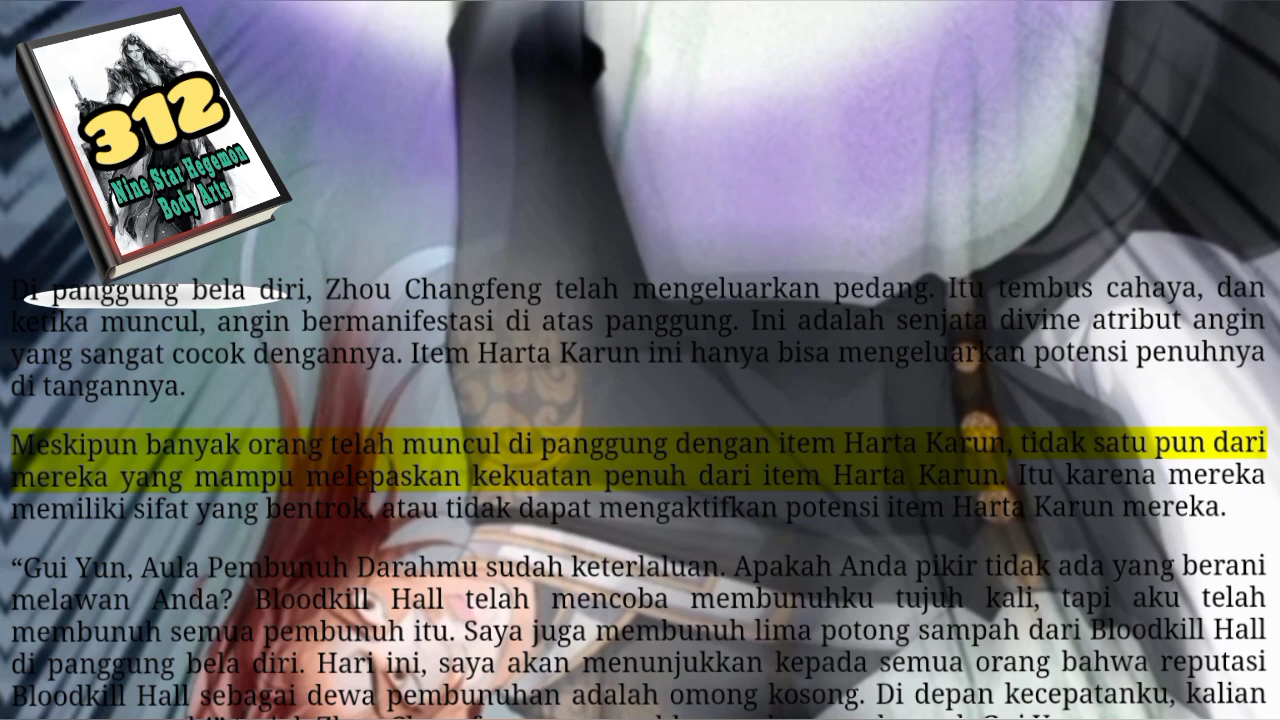 312
Nine Star Hegemon
Body Arts
Di panggung bela diri, Zhou Changfeng telah mengeluarkan pedang. Itu tembus cahaya, dan
ketika muncul, angin bermanifestasi di atas panggung. Ini adalah senjata divine atribut angin
yang sangat cocok dengannya. Item Harta Karun ini hanya bisa mengeluarkan potensi penuhnya
di tangannya.
Meskipun banyak orang telah muncul di panggung dengan item Harta Karun, tidak satu pun dari
mereka yang mampu melepaskan kekuatan penuh dari item Harta Karun. Itu karena mereka
memiliki sifat yang bentrok, atau tidak dapat mengaktifkan potensi item Harta Karun mereka.
“Gui Yun, Aula Pembunuh Darahmu sudah keterlaluan. Apakah Anda pikir tidak ada yang berani
melawan Anda? Bloodkill Hall telah mencoba membunuhku tujuh kali, tapi aku telah
membunuh semua pembunuh itu. Saya juga membunuh lima potong sampah dari Bloodkill Hall
di panggung bela diri. Hari ini, saya akan menunjukkan kepada semua orang bahwa reputasi
Bloodkill Hall sebagai dewa pembunuhan adalah omong kosong. Di depan kecepatanku, kalian